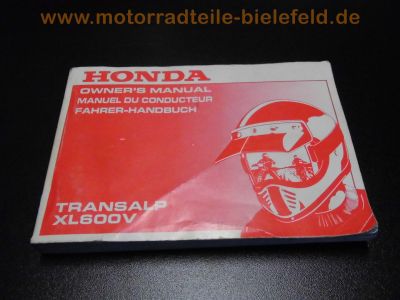 www.motorradteile-bielefeld.de
HONDA
OWNER'S MANUAL
MANUEL DU CONDUCTEUR
FAHRER-HANDBUCH
TRANSALP
XL600V